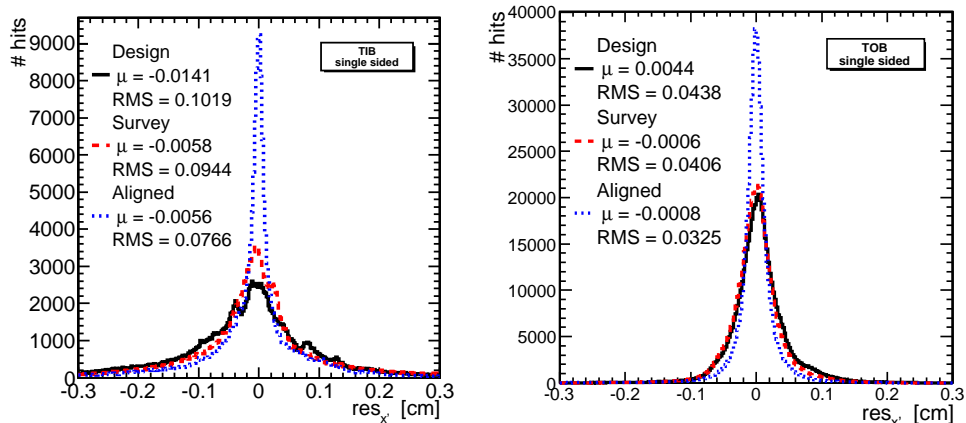 # hits
9000
8000
7000
6000
5000
4000
3000
2000
1000
0
Design
μ = -0.0141
RMS = 0.1019
Survey
μ = -0.0058
RMS = 0.0944
Aligned
μ = -0.0056
RMS = 0.0766
TIB
single sided
-0.3 -0.2 -0.1 0 0.1 0.2 0.3
res_x' [cm]
# hits
40000
35000
30000
25000
20000
15000
10000
5000
0
Design
μ = 0.0044
RMS = 0.0438
Survey
μ = -0.0006
RMS = 0.0406
Aligned
μ = -0.0008
RMS = 0.0325
TOB
single sided
-0.3 -0.2 -0.1 0 0.1 0.2 0.3
res_x' [cm]